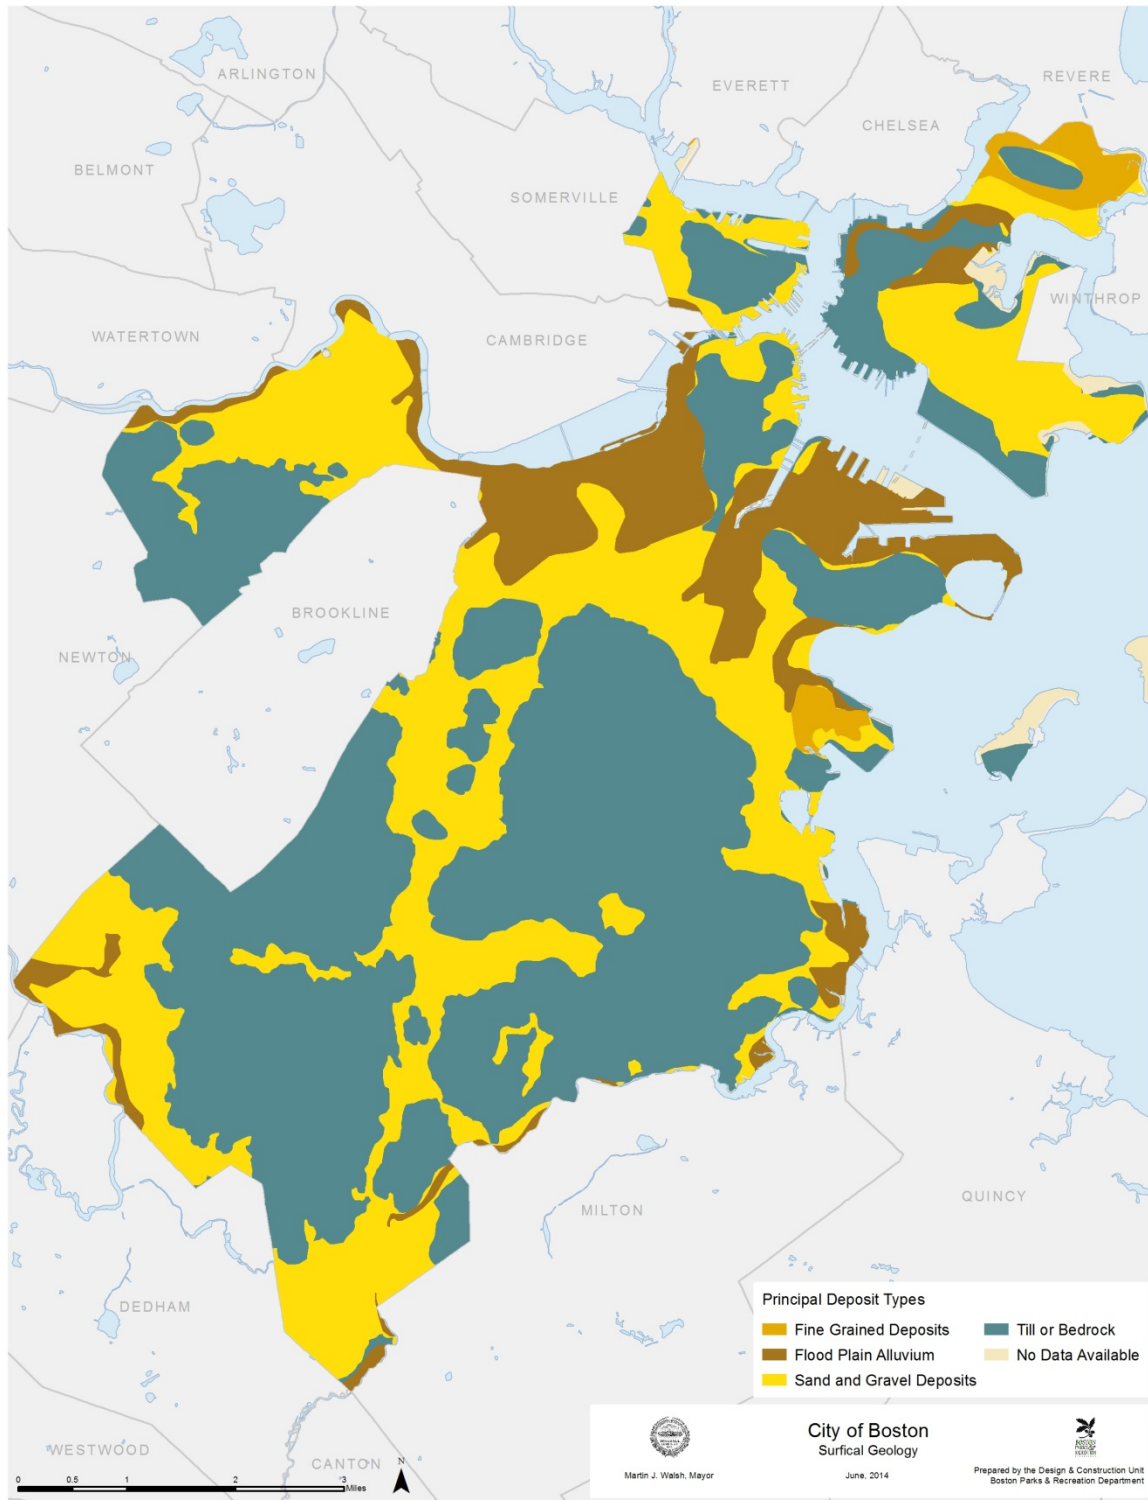 ARLINGTON
EVERETT
REVERE
CHELSEA
BELMONT
SOMERVILLE
WINTHROP
WATERTOWN
CAMBRIDGE
BROOKLINE
NEWTON
QUINCY
MILTON
DEDHAM
WESTWOOD
CANTON
Principal Deposit Types
Fine Grained Deposits
Flood Plain Alluvium
Sand and Gravel Deposits
Till or Bedrock
No Data Available
0 0.5 1 2 3
Miles
N
Martin J. Walsh, Mayor
City of Boston
Surfical Geology
June, 2014
BOSTON
Prepared by the Design & Construction Unit
Boston Parks & Recreation Department